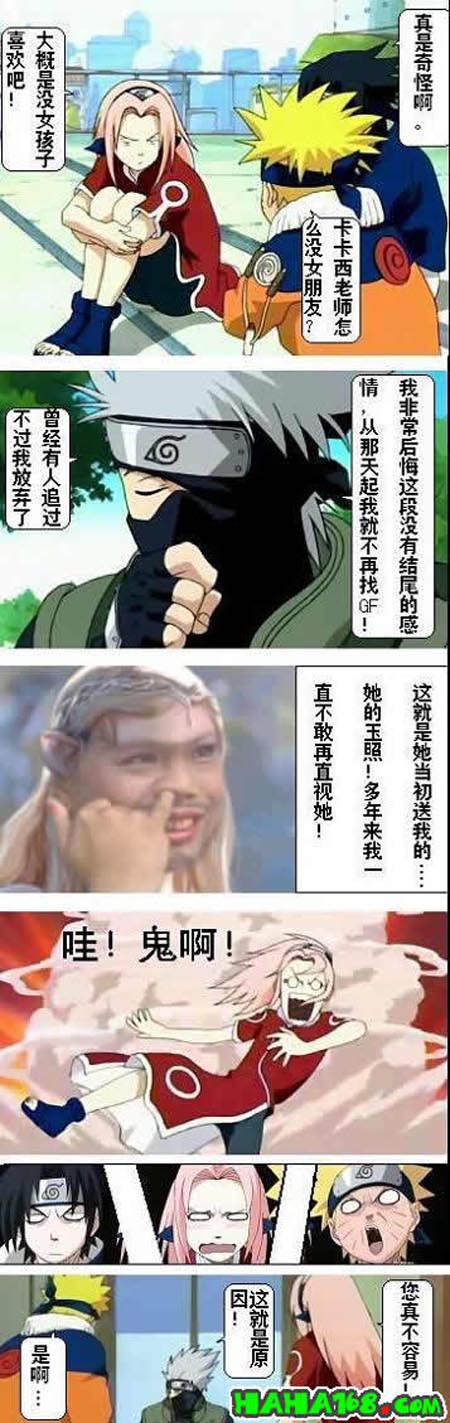 真是奇怪啊。
卡卡西老师怎
么没女朋友?
大概是没女孩子
喜欢吧!
我非常后悔这段没有结尾的感
情,从那天起我就不再找GF!
曾经有人追过
不过我放弃了
这就是她当初送我的....
她的玉照!多年来我一
直不敢再直视她!
哇!鬼啊!
您真不容易!
这就是原
因!
是啊...
HIAHIA168.com